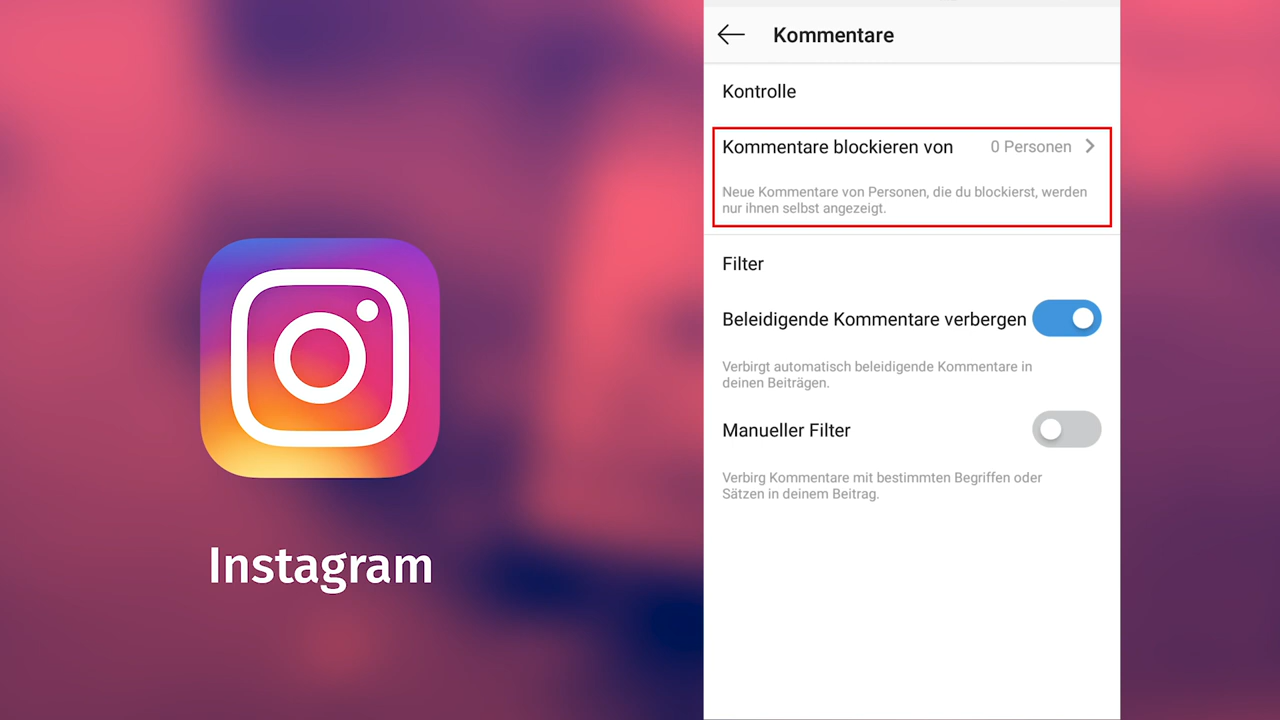 Instagram
Kommentare
Kontrolle
Kommentare blockieren von 0 Personen
Neue Kommentare von Personen, die du blockierst, werden
nur ihnen selbst angezeigt.
Filter
Beleidigende Kommentare verbergen
Verbirgt automatisch beleidigende Kommentare in
deinen Beiträgen.
Manueller Filter
Verbirg Kommentare mit bestimmten Begriffen oder
Sätzen in deinem Beitrag.